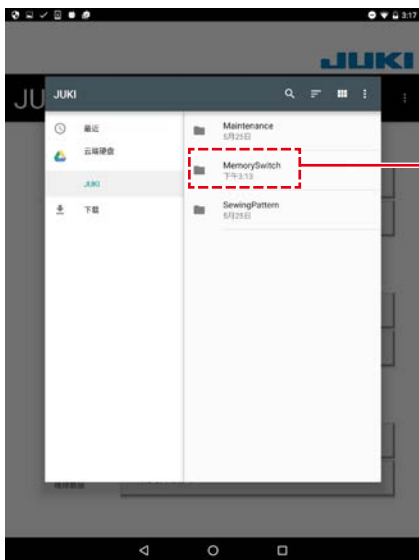 3:17
JUKI
JU
JUKI
最近
云端硬盘
JUKI
下载
Maintenance
5月25日
MemorySwitch
下午3:13
SewingPattern
5月25日